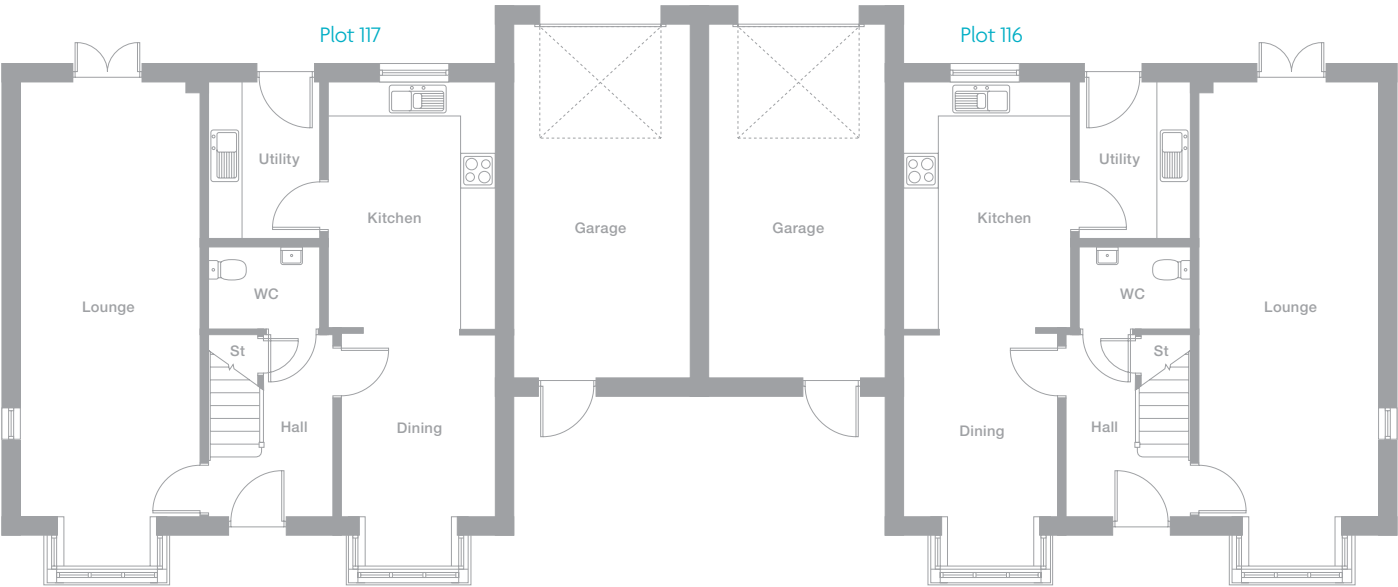 Plot 117
Plot 116
Utility
Utility
Kitchen
Kitchen
Garage
Garage
WC
WC
Lounge
Lounge
St
St
Hall
Dining
Dining
Hall